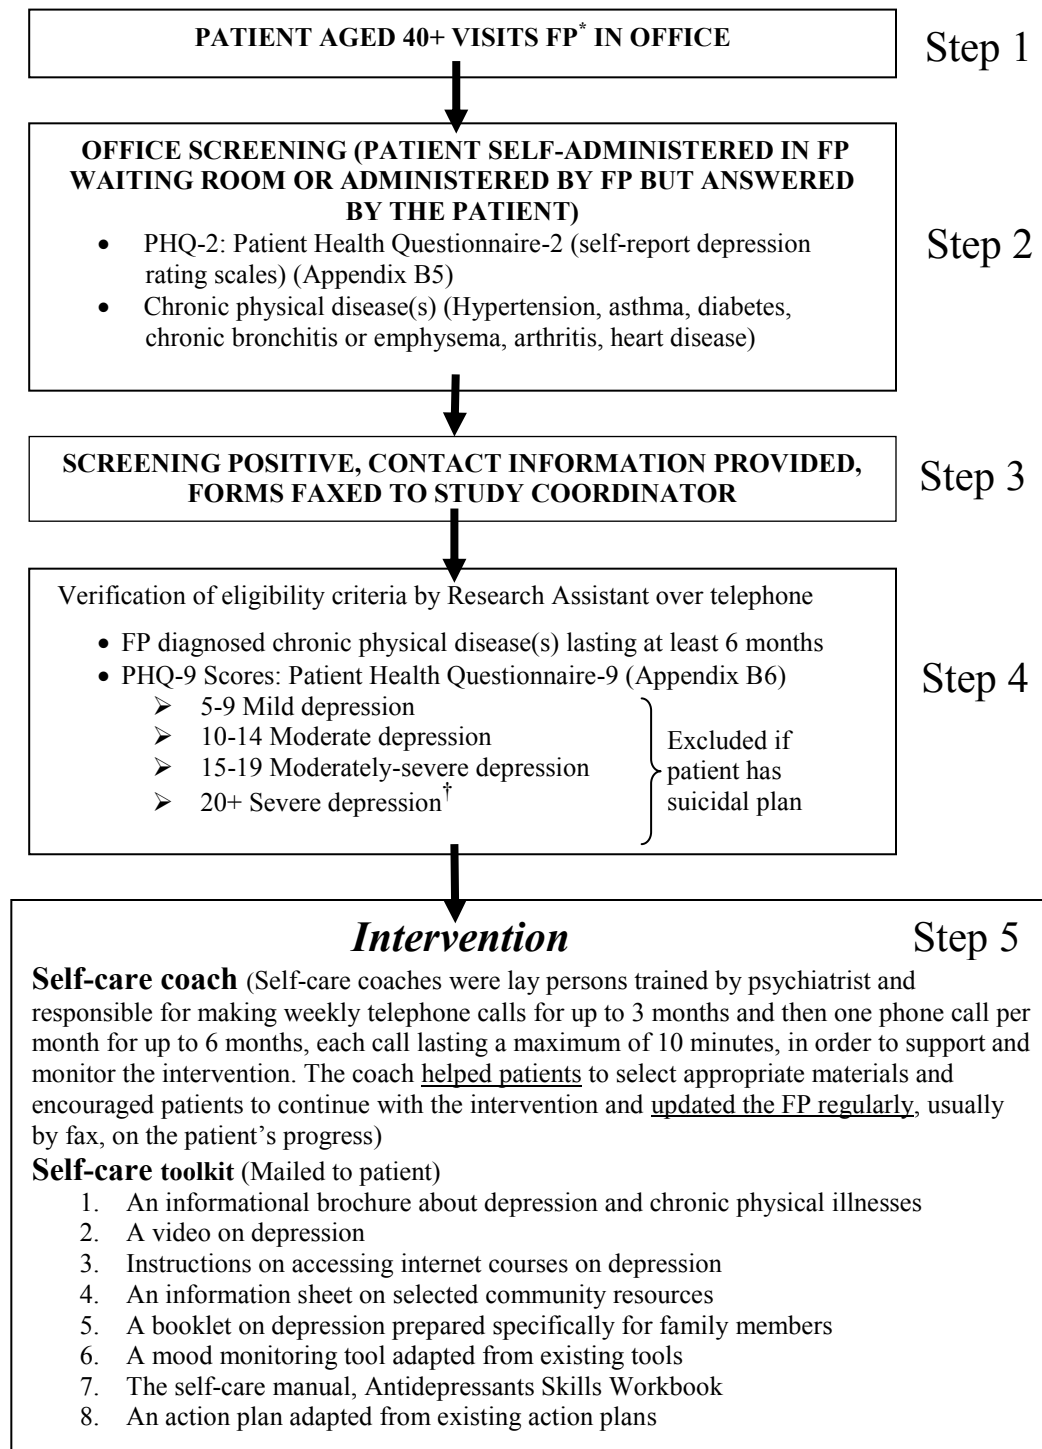 PATIENT AGED 40+ VISITS FP* IN OFFICE
Step 1
OFFICE SCREENING (PATIENT SELF-ADMINISTERED IN FP
WAITING ROOM OR ADMINISTERED BY FP BUT ANSWERED
BY THE PATIENT)
• PHQ-2: Patient Health Questionnaire-2 (self-report depression
rating scales) (Appendix B5)
• Chronic physical disease(s) (Hypertension, asthma, diabetes,
chronic bronchitis or emphysema, arthritis, heart disease)
Step 2
SCREENING POSITIVE, CONTACT INFORMATION PROVIDED,
FORMS FAXED TO STUDY COORDINATOR
Step 3
Verification of eligibility criteria by Research Assistant over telephone
• FP diagnosed chronic physical disease(s) lasting at least 6 months
• PHQ-9 Scores: Patient Health Questionnaire-9 (Appendix B6)
➢ 5-9 Mild depression
➢ 10-14 Moderate depression
➢ 15-19 Moderately-severe depression
➢ 20+ Severe depression†
Excluded if
patient has
suicidal plan
Step 4
Intervention
Step 5
Self-care coach (Self-care coaches were lay persons trained by psychiatrist and
responsible for making weekly telephone calls for up to 3 months and then one phone call per
month for up to 6 months, each call lasting a maximum of 10 minutes, in order to support and
monitor the intervention. The coach helped patients to select appropriate materials and
encouraged patients to continue with the intervention and updated the FP regularly, usually
by fax, on the patient's progress)
Self-care toolkit (Mailed to patient)
1. An informational brochure about depression and chronic physical illnesses
2. A video on depression
3. Instructions on accessing internet courses on depression
4. An information sheet on selected community resources
5. A booklet on depression prepared specifically for family members
6. A mood monitoring tool adapted from existing tools
7. The self-care manual, Antidepressants Skills Workbook
8. An action plan adapted from existing action plans